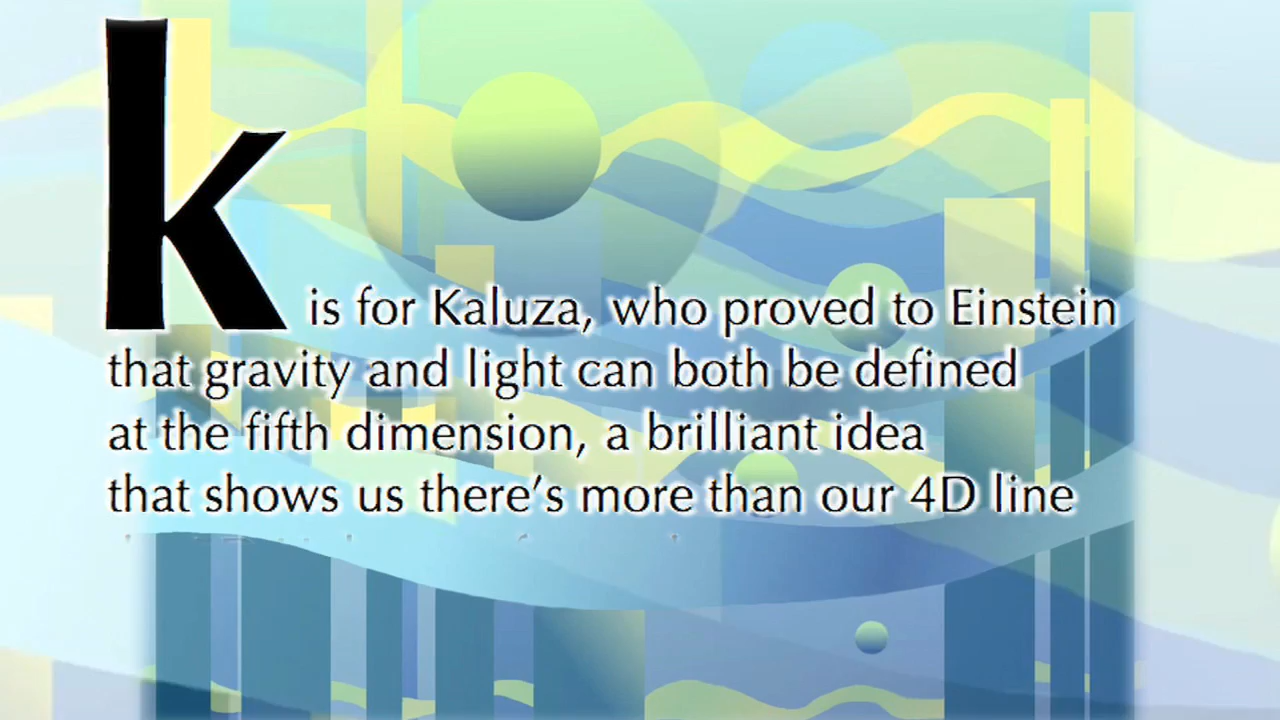 k is for Kaluza, who proved to Einstein
that gravity and light can both be defined
at the fifth dimension, a brilliant idea
that shows us there’s more than our 4D line